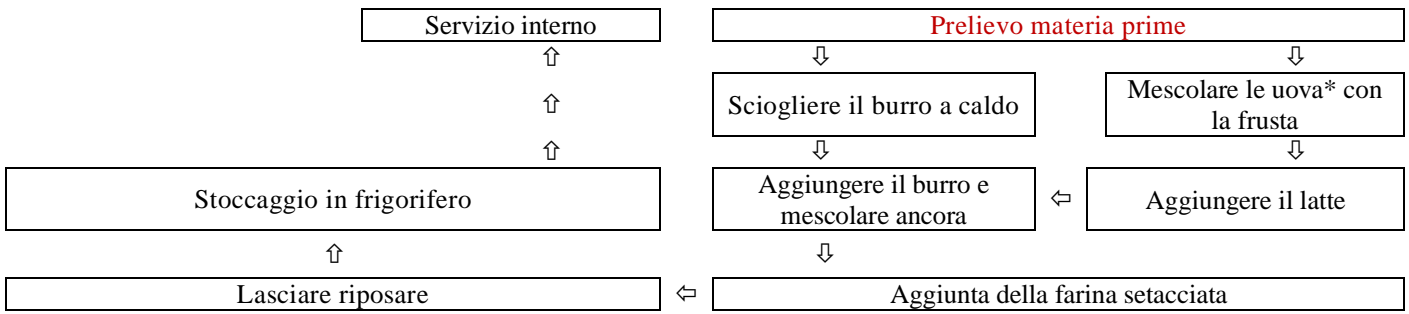 Servizio interno
Prelievo materia prime
⇧
⇩
⇩
⇧
Sciogliere il burro a caldo
Mescolare le uova* con
la frusta
⇧
⇩
⇩
Stoccaggio in frigorifero
Aggiungere il burro e
mescolare ancora
⇦
Aggiungere il latte
⇧
⇩
Lasciare riposare
⇦
Aggiunta della farina setacciata